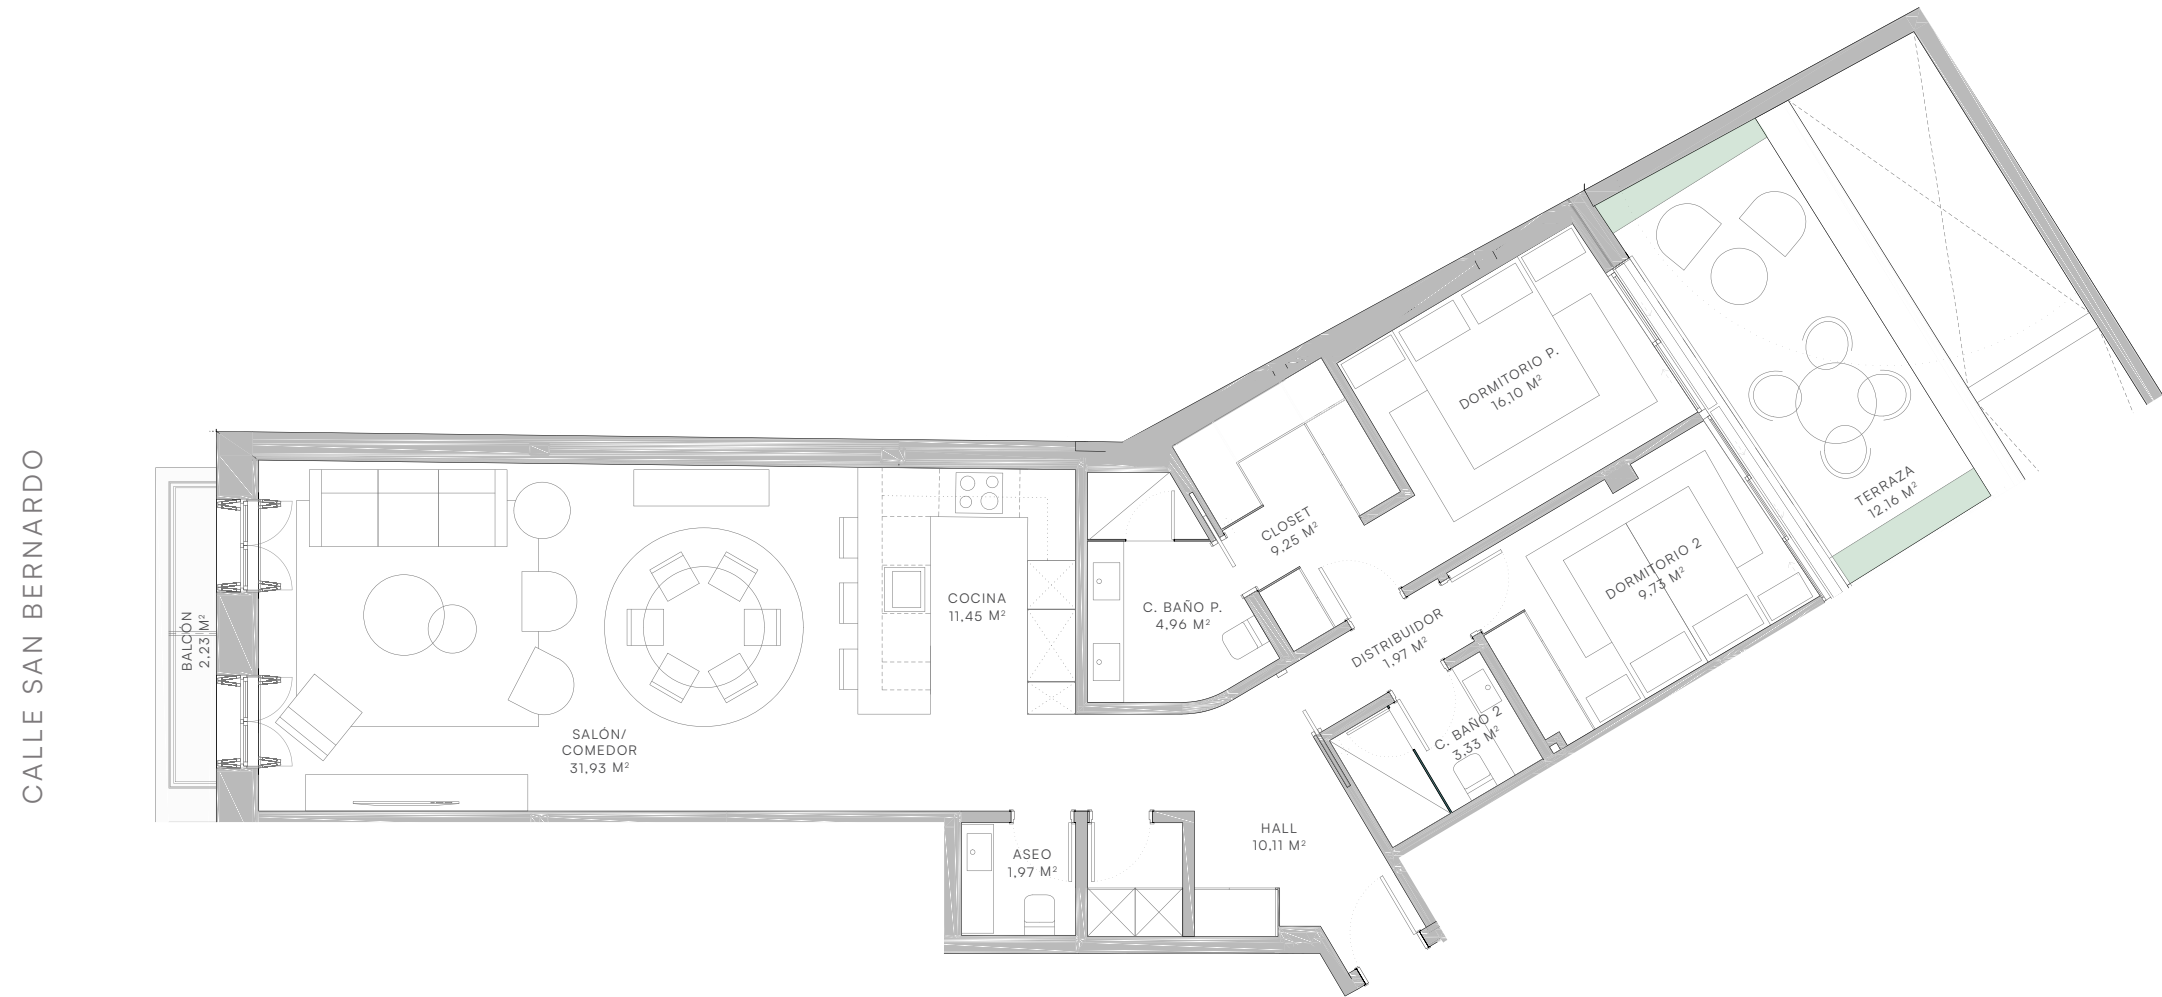 CALLE SAN BERNARDO
BALCÓN
2,23 M²
SALÓN/
COMEDOR
31,93 M²
COCINA
11,45 M²
C. BAÑO P.
4,96 M²
CLOSET
9,25 M²
DORMITORIO P.
16,10 M²
DISTRIBUIDOR
1,97 M²
DORMITORIO 2
9,73 M²
C. BAÑO 2
3,33 M²
TERRAZA
12,16 M²
ASEO
1,97 M²
HALL
10,11 M²